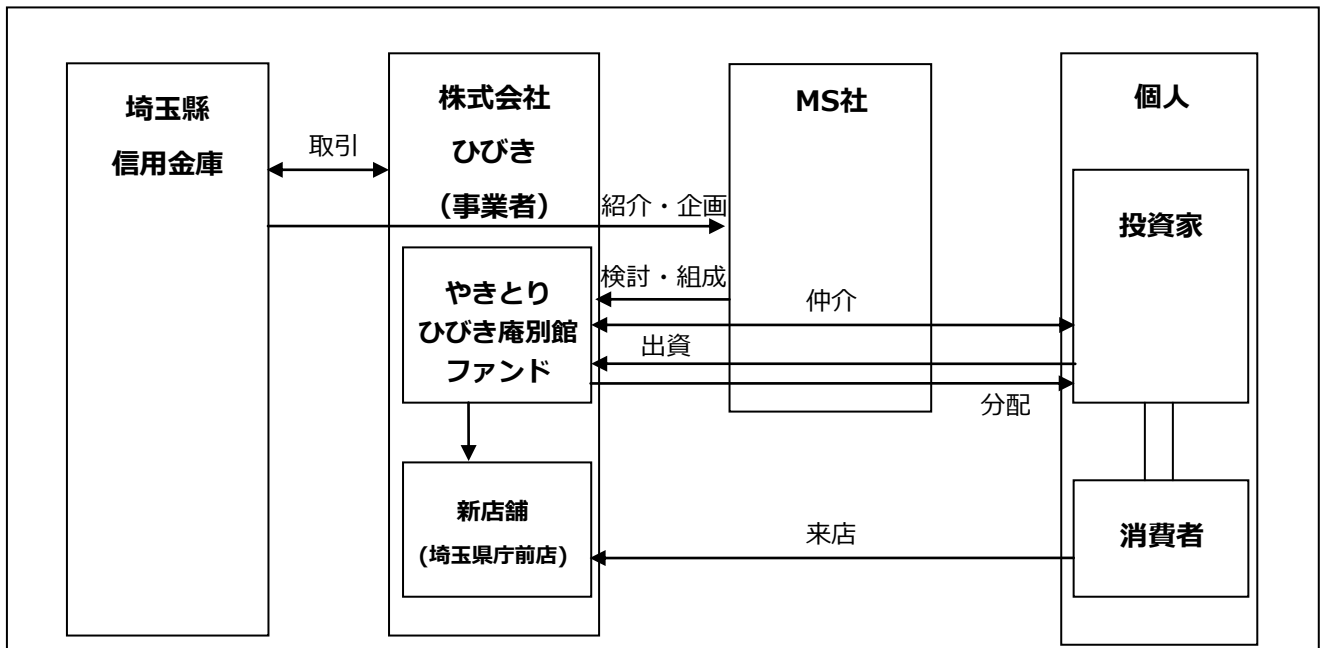 埼玉縣
信用金庫
取引
株式会社
ひびき
（事業者）
紹介・企画
MS社
個人
投資家
検討・組成
やきとり
ひびき庵別館
ファンド
仲介
出資
分配
新店舗
(埼玉県庁前店)
来店
消費者